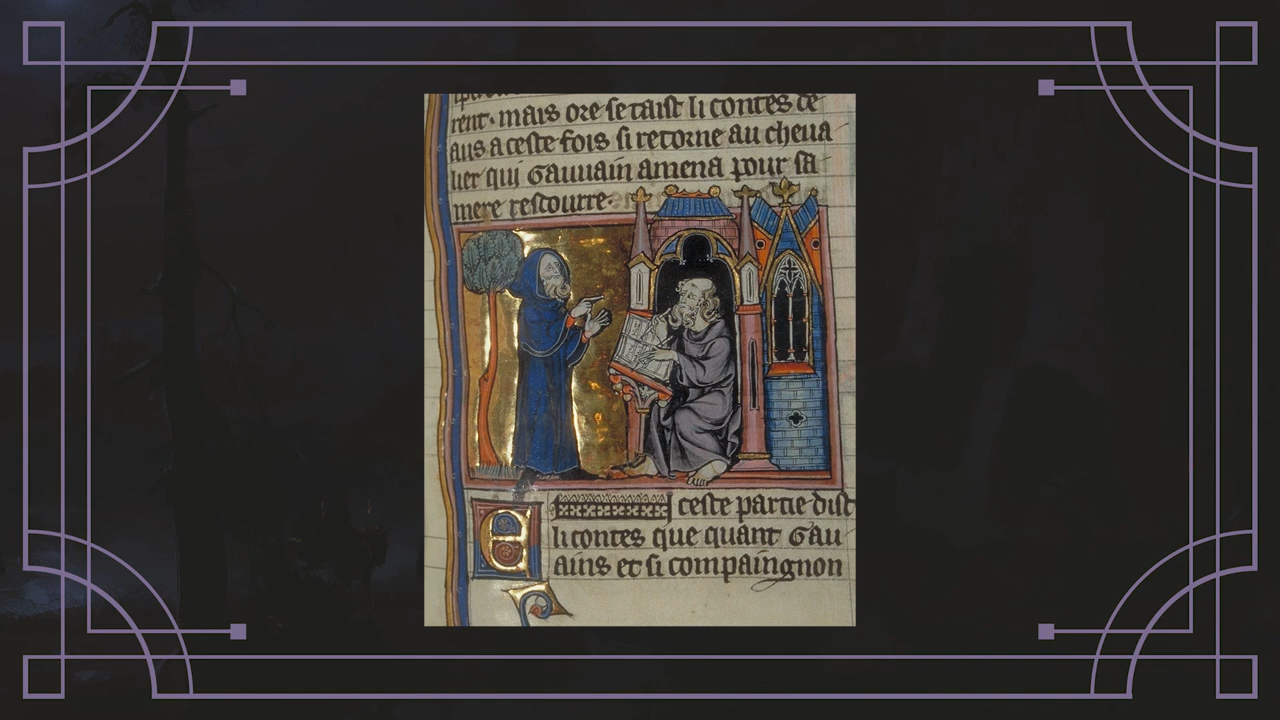 rent· mais ore se taist li contes de
aus a ceste fois si retorne au cheua
lier qui Gauuain amena pour sa
mere rescourre·
E ceste partie dist
li contes que quant Gau
ains et si compaingnon